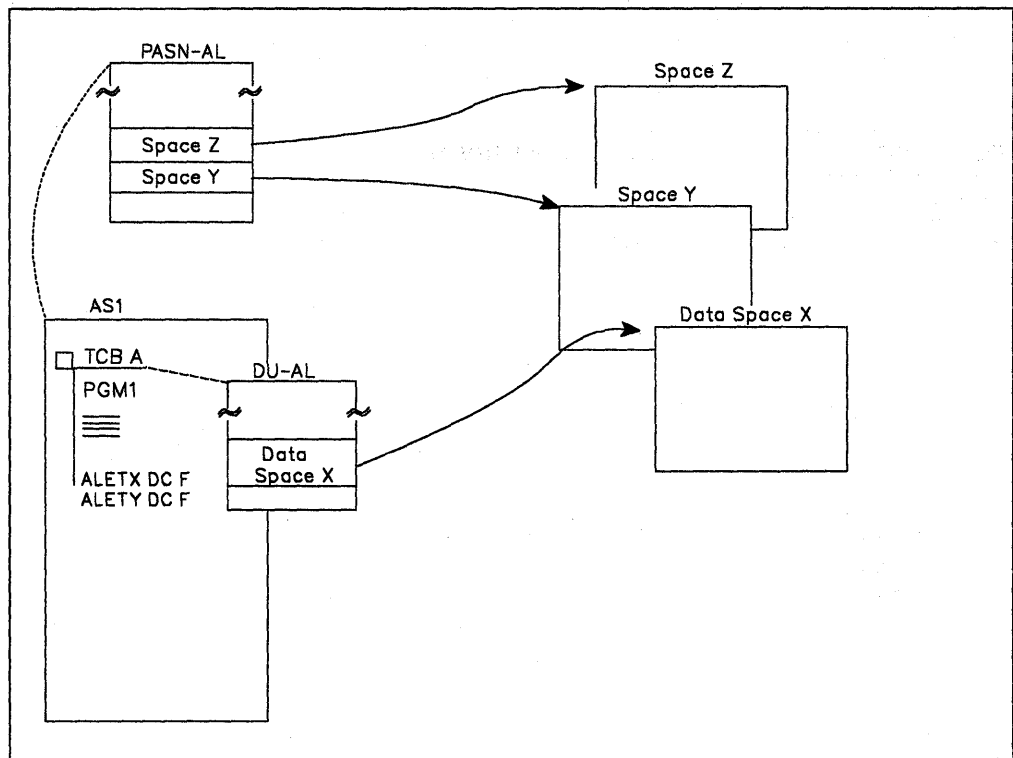 PASN-AL
Space Z
Space Z
Space Y
Space Y
AS1
Data Space X
TCB A
DU-AL
PGM1
Data
Space X
ALETX DC F
ALETY DC F